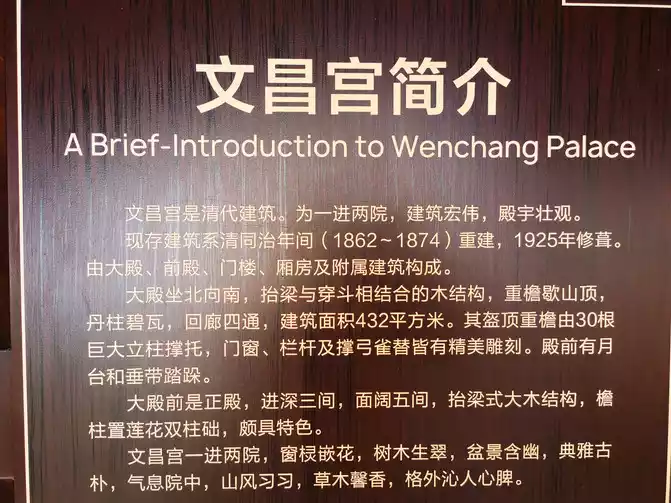 文昌宫简介
A Brief-Introduction to Wenchang Palace
文昌宫是清代建筑。为一进两院，建筑宏伟，殿宇壮观。
现存建筑系清同治年间（1862～1874）重建，1925年修葺。
由大殿、前殿、门楼、厢房及附属建筑构成。
大殿坐北向南，抬梁与穿斗相结合的木结构，重檐歇山顶，
丹柱碧瓦，回廊四通，建筑面积432平方米。其盔顶重檐由30根
巨大立柱撑托，门窗、栏杆及撑弓雀替皆有精美雕刻。殿前有月
台和垂带踏跺。
大殿前是正殿，进深三间，面阔五间，抬梁式大木结构，檐
柱置莲花双柱础，颇具特色。
文昌宫一进两院，窗棂嵌花，树木生翠，盆景含幽，典雅古
朴，气息院中，山风习习，草木馨香，格外沁人心脾。